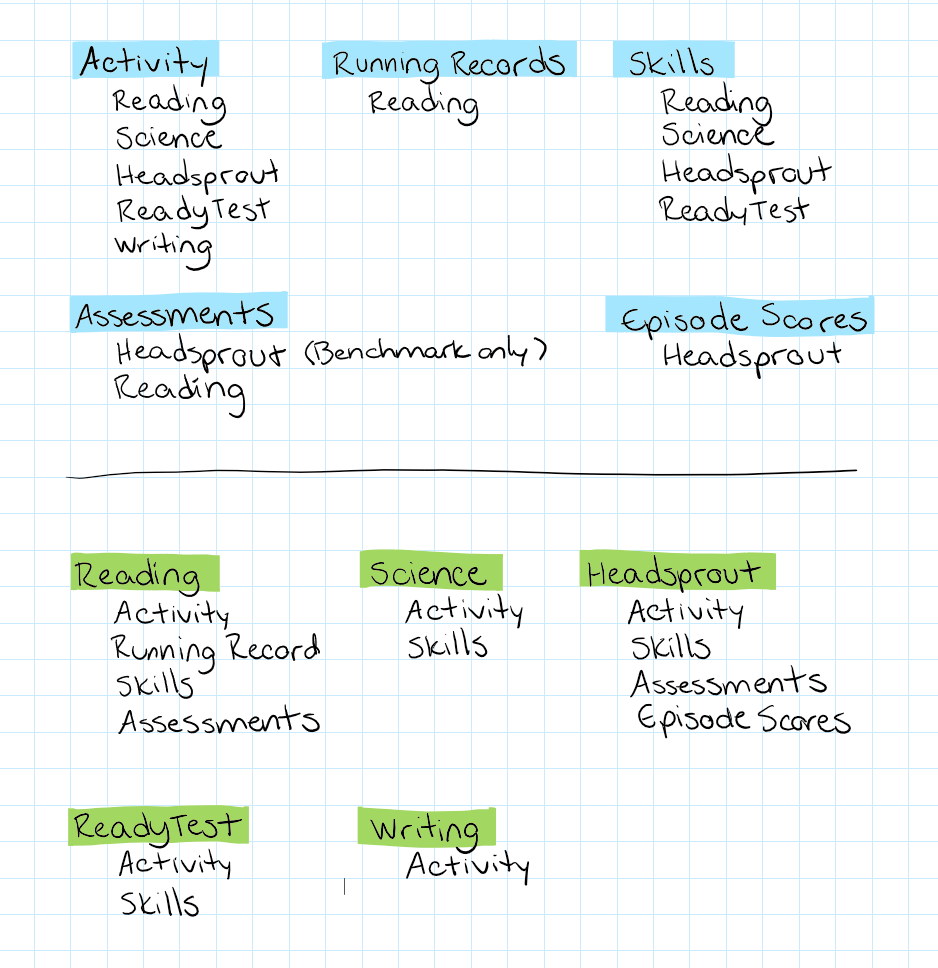 Activity
Reading
Science
Headsprout
ReadyTest
Writing
Running Records
Reading
Skills
Reading
Science
Headsprout
ReadyTest
Assessments
Headsprout (Benchmark only)
Reading
Episode Scores
Headsprout
Reading
Activity
Running Record
Skills
Assessments
Science
Activity
Skills
Headsprout
Activity
Skills
Assessments
Episode Scores
ReadyTest
Activity
Skills
Writing
Activity